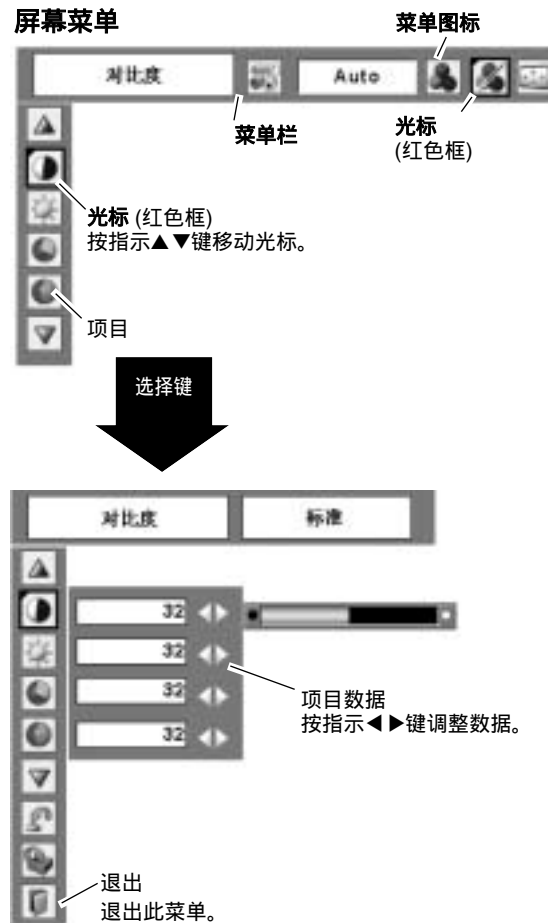 屏幕菜单
菜单图标
对比度
Auto
菜单栏
光标
(红色框)
光标 (红色框)
按指示▲▼键移动光标。
项目
选择键
对比度
标准
32
32
32
32
项目数据
按指示◀▶键调整数据。
退出
退出此菜单。